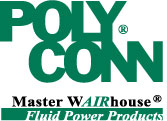 POLY
CONN®
Master WAIRhouse®
Fluid Power Products